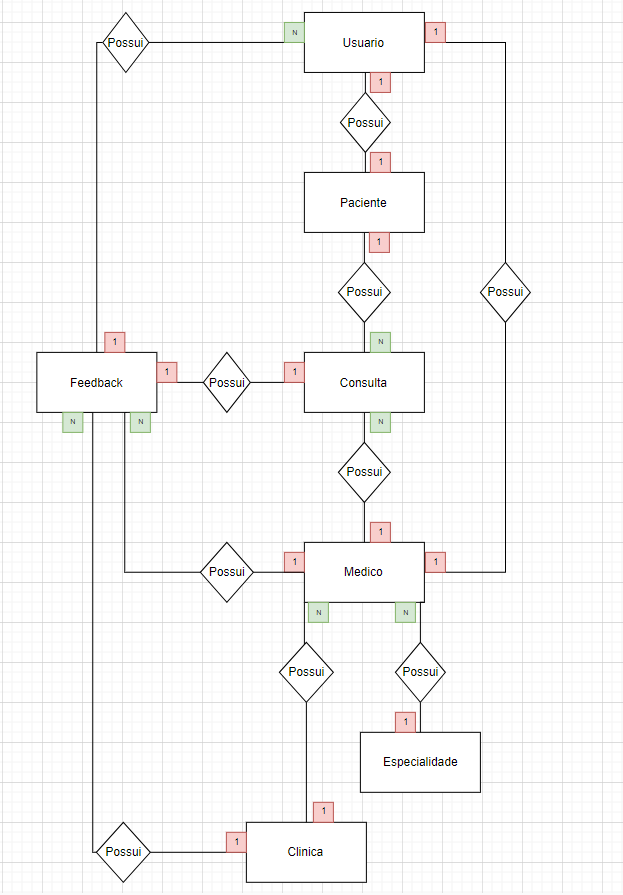 Possui
N
Usuario
1
1
Possui
1
Paciente
1
Possui
Possui
1
N
Feedback
1
Possui
1
Consulta
N
N
N
Possui
1
Possui
1
Medico
1
N
N
Possui
Possui
1
Especialidade
1
Possui
1
Clinica